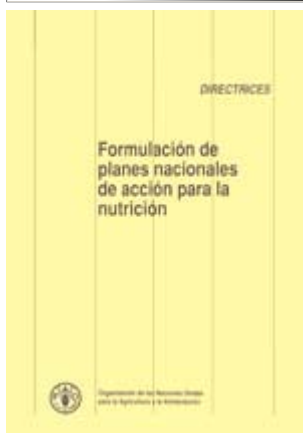 DIRECTRICES
Formulación de
planes nacionales
de acción para la
nutrición
Organización de las Naciones Unidas
para la Agricultura y la Alimentación